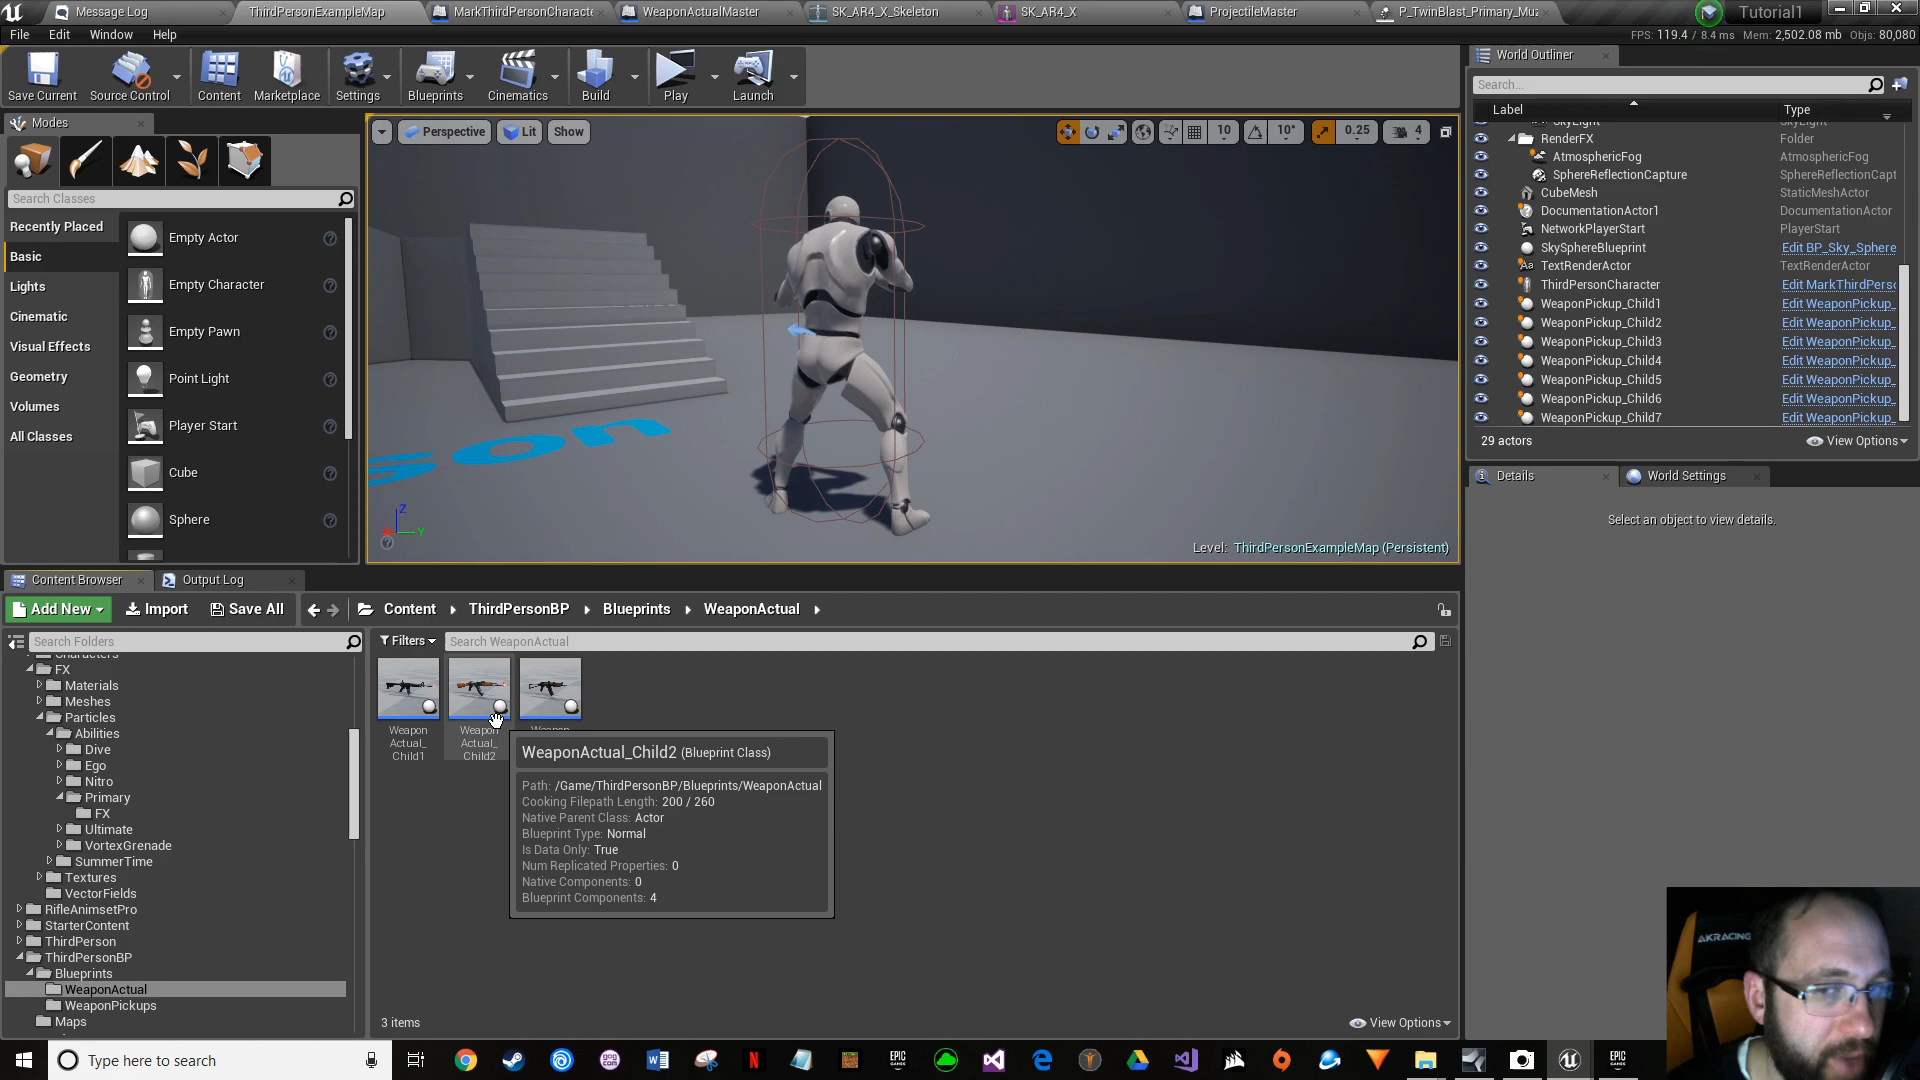 Message Log
ThirdPersonExampleMap
MarkThirdPersonCharacte
WeaponActualMaster
SK_AR4_X_Skeleton
SK_AR4_X
ProjectileMaster
P_TwinBlast_Primary_Muz
Tutorial1
File Edit Window Help
FPS: 119.4 / 8.4 ms Mem: 2,502.08 mb Objs: 80,080
Save Current
Source Control
Content
Marketplace
Settings
Blueprints
Cinematics
Build
Play
Launch
Modes
Search Classes
Recently Placed
Basic
Lights
Cinematic
Visual Effects
Geometry
Volumes
All Classes
Empty Actor
Empty Character
Empty Pawn
Point Light
Player Start
Cube
Sphere
Perspective
Lit
Show
10
10°
0.25
4
son
Z
X
Y
Level: ThirdPersonExampleMap (Persistent)
World Outliner
Search...
Label Type
SkyLight SkyLight
RenderFX Folder
AtmosphericFog AtmosphericFog
SphereReflectionCapture SphereReflectionCapt
CubeMesh StaticMeshActor
DocumentationActor1 DocumentationActor
NetworkPlayerStart PlayerStart
SkySphereBlueprint Edit BP_Sky_Sphere
TextRenderActor TextRenderActor
ThirdPersonCharacter Edit MarkThirdPerso
WeaponPickup_Child1 Edit WeaponPickup_
WeaponPickup_Child2 Edit WeaponPickup_
WeaponPickup_Child3 Edit WeaponPickup_
WeaponPickup_Child4 Edit WeaponPickup_
WeaponPickup_Child5 Edit WeaponPickup_
WeaponPickup_Child6 Edit WeaponPickup_
WeaponPickup_Child7 Edit WeaponPickup_
29 actors
View Options
Details
World Settings
Select an object to view details.
Content Browser
Output Log
Add New
Import
Save All
Content
ThirdPersonBP
Blueprints
WeaponActual
Search Folders
Filters
Search WeaponActual
Characters
FX
Materials
Meshes
Particles
Abilities
Dive
Ego
Nitro
Primary
FX
Ultimate
VortexGrenade
SummerTime
Textures
VectorFields
RifleAnimsetPro
StarterContent
ThirdPerson
ThirdPersonBP
Blueprints
WeaponActual
WeaponPickups
Maps
Weapon
Actual_
Child1
Weapon
Actual_
Child2
Weapon
WeaponActual_Child2 (Blueprint Class)
Path: /Game/ThirdPersonBP/Blueprints/WeaponActual
Cooking Filepath Length: 200 / 260
Native Parent Class: Actor
Blueprint Type: Normal
Is Data Only: True
Num Replicated Properties: 0
Native Components: 0
Blueprint Components: 4
3 items
View Options
AKRACING
Type here to search